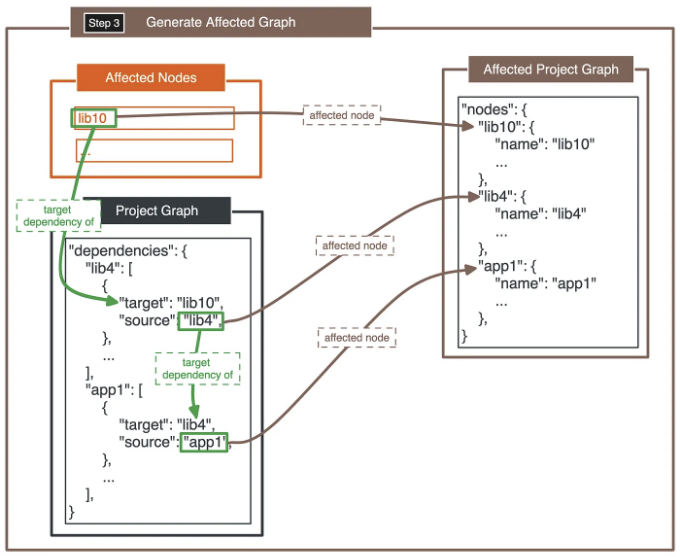 Step 3 Generate Affected Graph
Affected Nodes
lib10
...
affected node
target
dependency of
Project Graph
"dependencies": {
"lib4": [
{
"target": "lib10",
"source": "lib4",
},
...
],
"app1": [
{
"target": "lib4",
"source": "app1",
},
...
],
}
target
dependency of
affected node
affected node
Affected Project Graph
"nodes": {
"lib10": {
"name": "lib10"
...
},
"lib4": {
"name": "lib4"
...
},
"app1": {
"name": "app1"
...
},
}